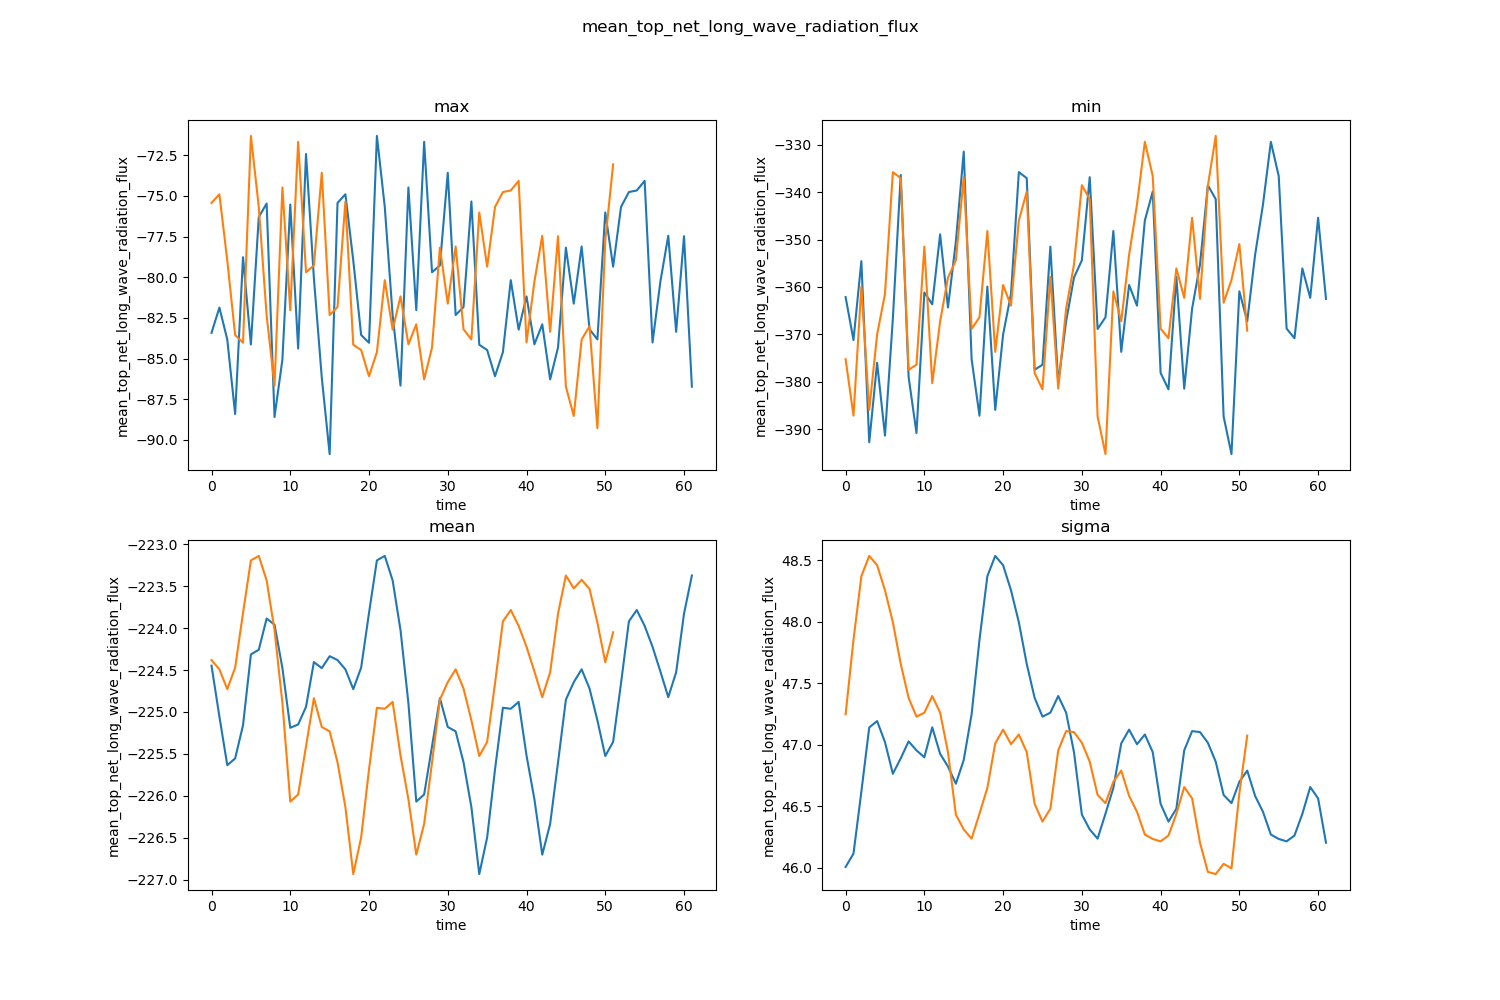 mean_top_net_long_wave_radiation_flux
max
mean_top_net_long_wave_radiation_flux
−72.5
−75.0
−77.5
−80.0
−82.5
−85.0
−87.5
−90.0
0 10 20 30 40 50 60
time
min
mean_top_net_long_wave_radiation_flux
−330
−340
−350
−360
−370
−380
−390
0 10 20 30 40 50 60
time
mean
mean_top_net_long_wave_radiation_flux
−223.0
−223.5
−224.0
−224.5
−225.0
−225.5
−226.0
−226.5
−227.0
0 10 20 30 40 50 60
time
sigma
mean_top_net_long_wave_radiation_flux
48.5
48.0
47.5
47.0
46.5
46.0
0 10 20 30 40 50 60
time